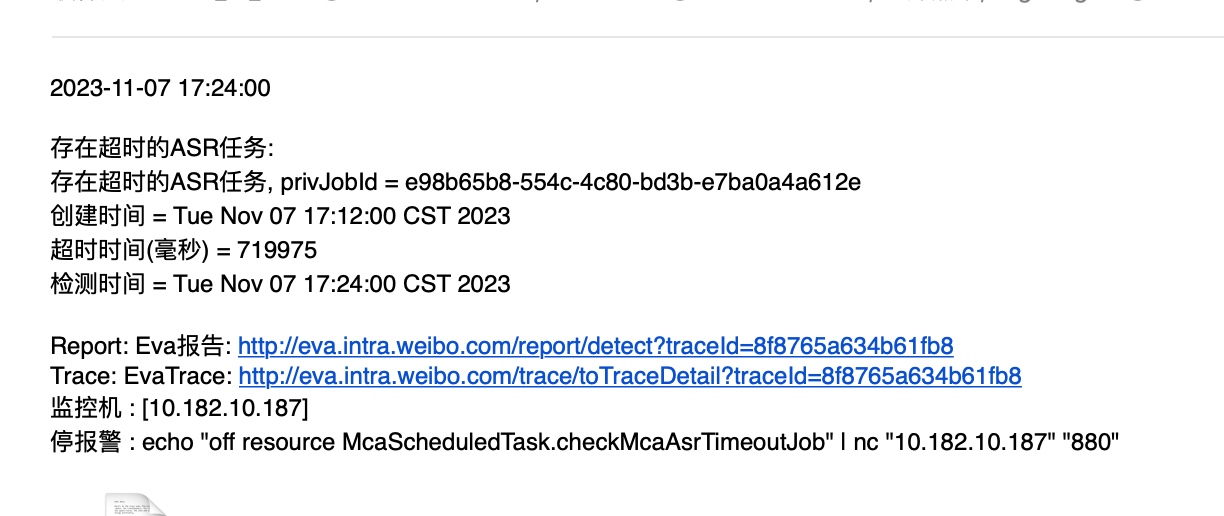 2023-11-07 17:24:00
存在超时的ASR任务:
存在超时的ASR任务, privJobId = e98b65b8-554c-4c80-bd3b-e7ba0a4a612e
创建时间 = Tue Nov 07 17:12:00 CST 2023
超时时间(毫秒) = 719975
检测时间 = Tue Nov 07 17:24:00 CST 2023
Report: Eva报告: http://eva.intra.weibo.com/report/detect?traceId=8f8765a634b61fb8
Trace: EvaTrace: http://eva.intra.weibo.com/trace/toTraceDetail?traceId=8f8765a634b61fb8
监控机 : [10.182.10.187]
停报警 : echo "off resource McaScheduledTask.checkMcaAsrTimeoutJob" | nc "10.182.10.187" "880"